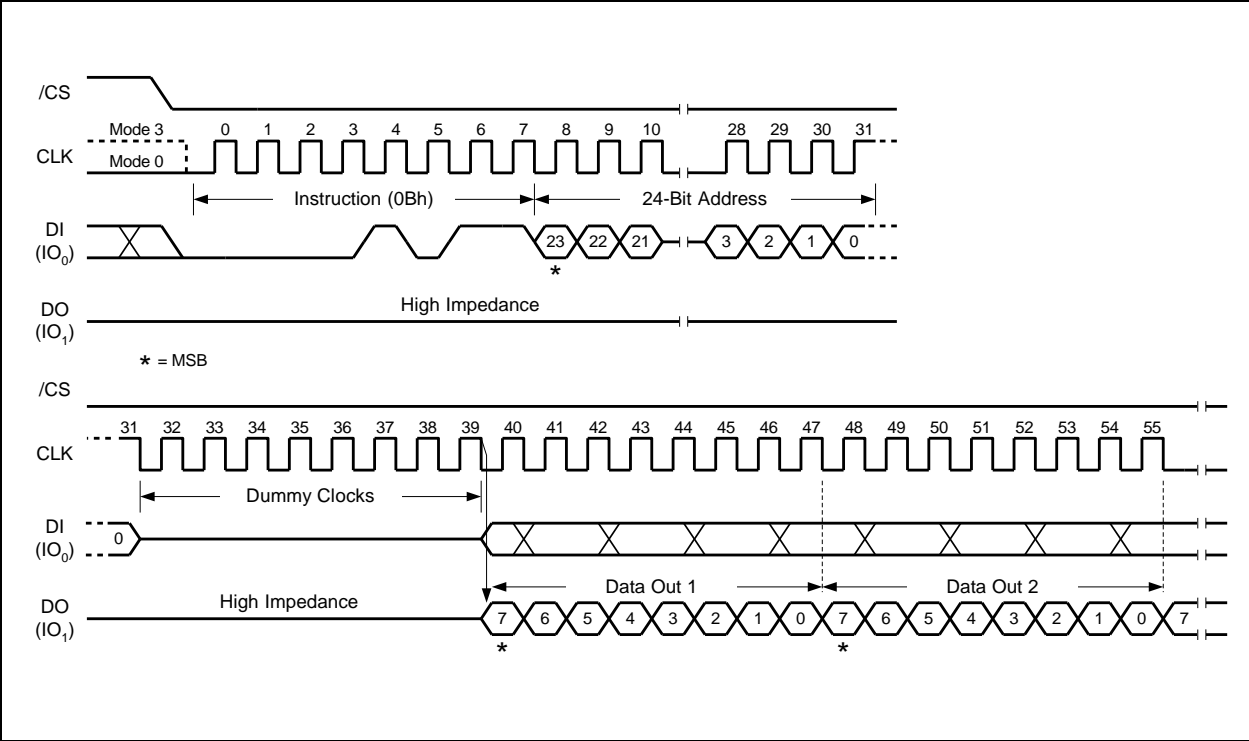 /CS
Mode 3 0 1 2 3 4 5 6 7 8 9 10 28 29 30 31
CLK Mode 0
Instruction (0Bh) 24-Bit Address
DI
(IO0) 23 22 21 3 2 1 0
*
DO High Impedance
(IO1)
* = MSB
/CS
31 32 33 34 35 36 37 38 39 40 41 42 43 44 45 46 47 48 49 50 51 52 53 54 55
CLK
Dummy Clocks
DI
(IO0) 0
Data Out 1 Data Out 2
DO High Impedance
(IO1) 7 6 5 4 3 2 1 0 7 6 5 4 3 2 1 0 7
* *